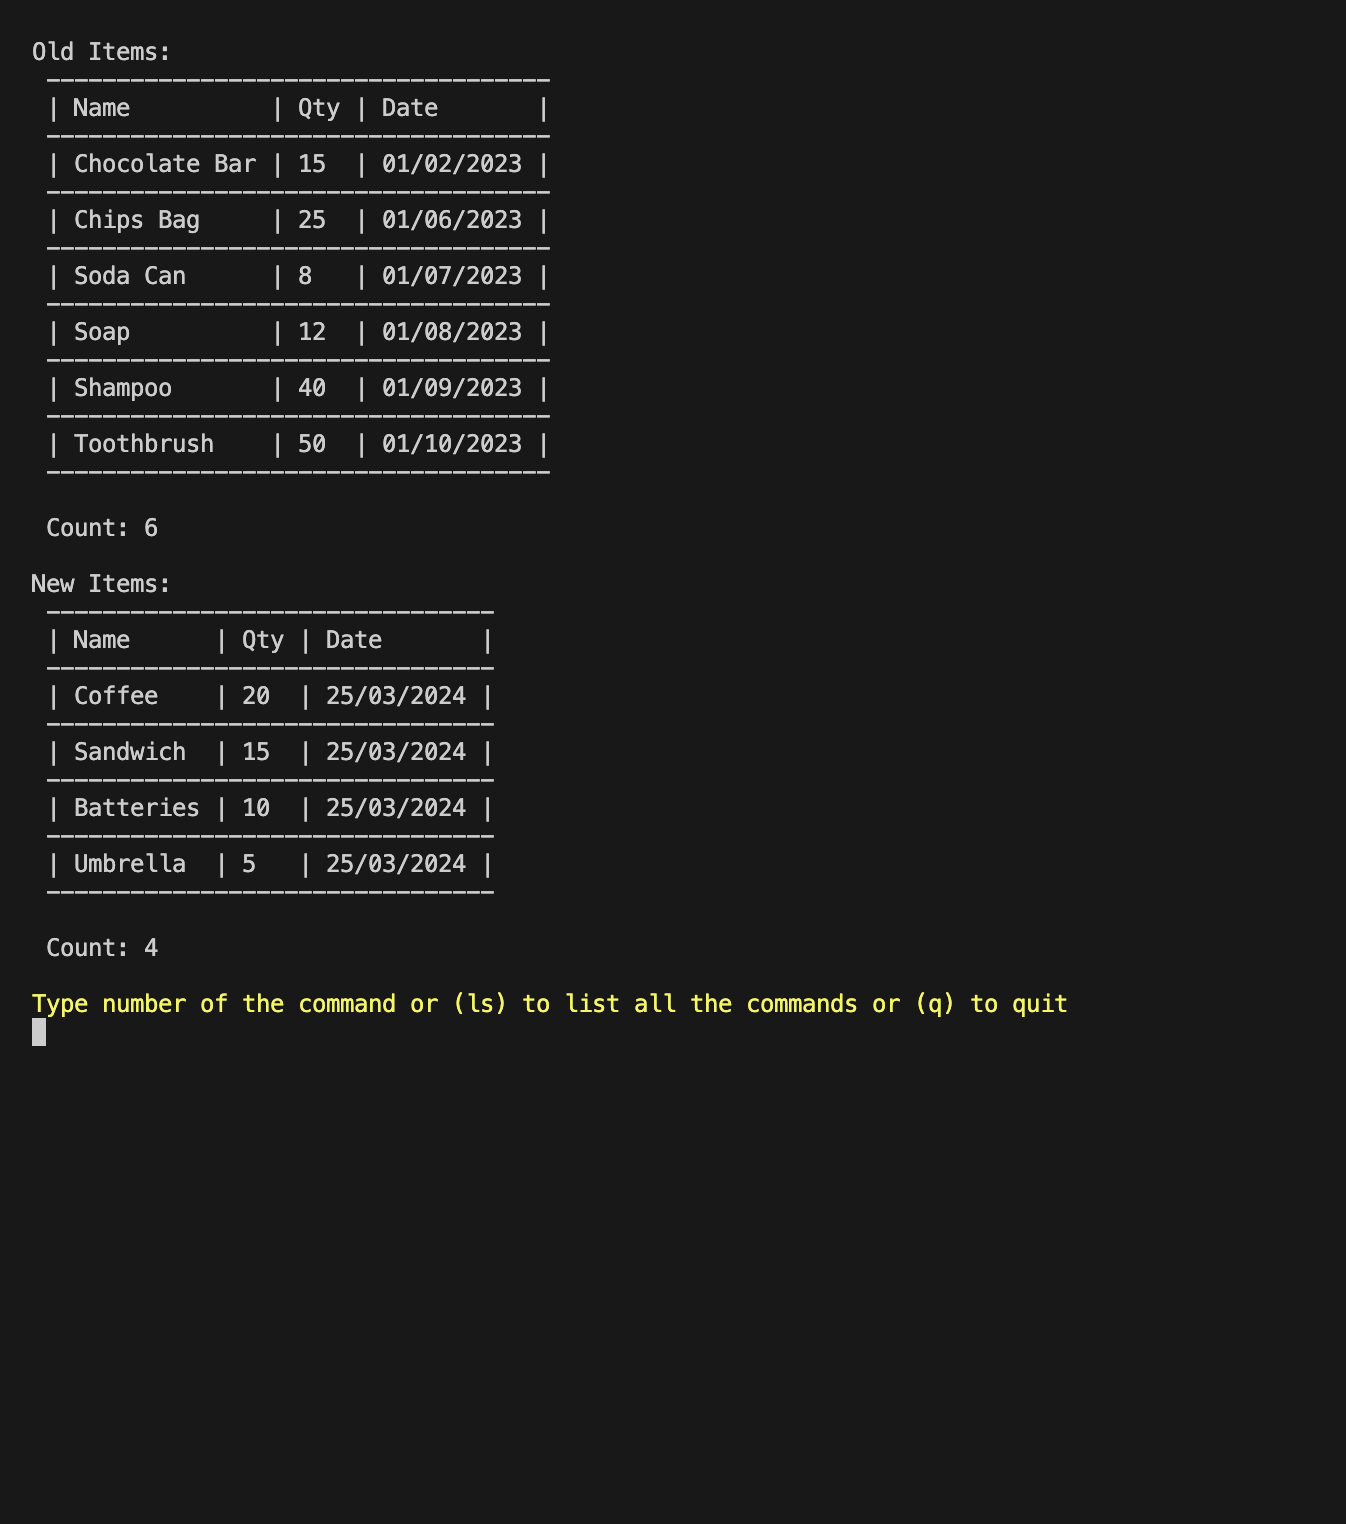 Old Items:
-----------------------------------
| Name          | Qty | Date       |
-----------------------------------
| Chocolate Bar | 15  | 01/02/2023 |
-----------------------------------
| Chips Bag     | 25  | 01/06/2023 |
-----------------------------------
| Soda Can      | 8   | 01/07/2023 |
-----------------------------------
| Soap          | 12  | 01/08/2023 |
-----------------------------------
| Shampoo       | 40  | 01/09/2023 |
-----------------------------------
| Toothbrush    | 50  | 01/10/2023 |
-----------------------------------
Count: 6
New Items:
--------------------------------
| Name      | Qty | Date       |
--------------------------------
| Coffee    | 20  | 25/03/2024 |
--------------------------------
| Sandwich  | 15  | 25/03/2024 |
--------------------------------
| Batteries | 10  | 25/03/2024 |
--------------------------------
| Umbrella  | 5   | 25/03/2024 |
--------------------------------
Count: 4
Type number of the command or (ls) to list all the commands or (q) to quit